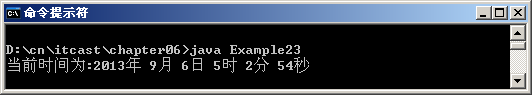 命令提示符
D:\cn\itcast\chapter06>java Example23
当前时间为:2013年 9月 6日 5时 2分 54秒